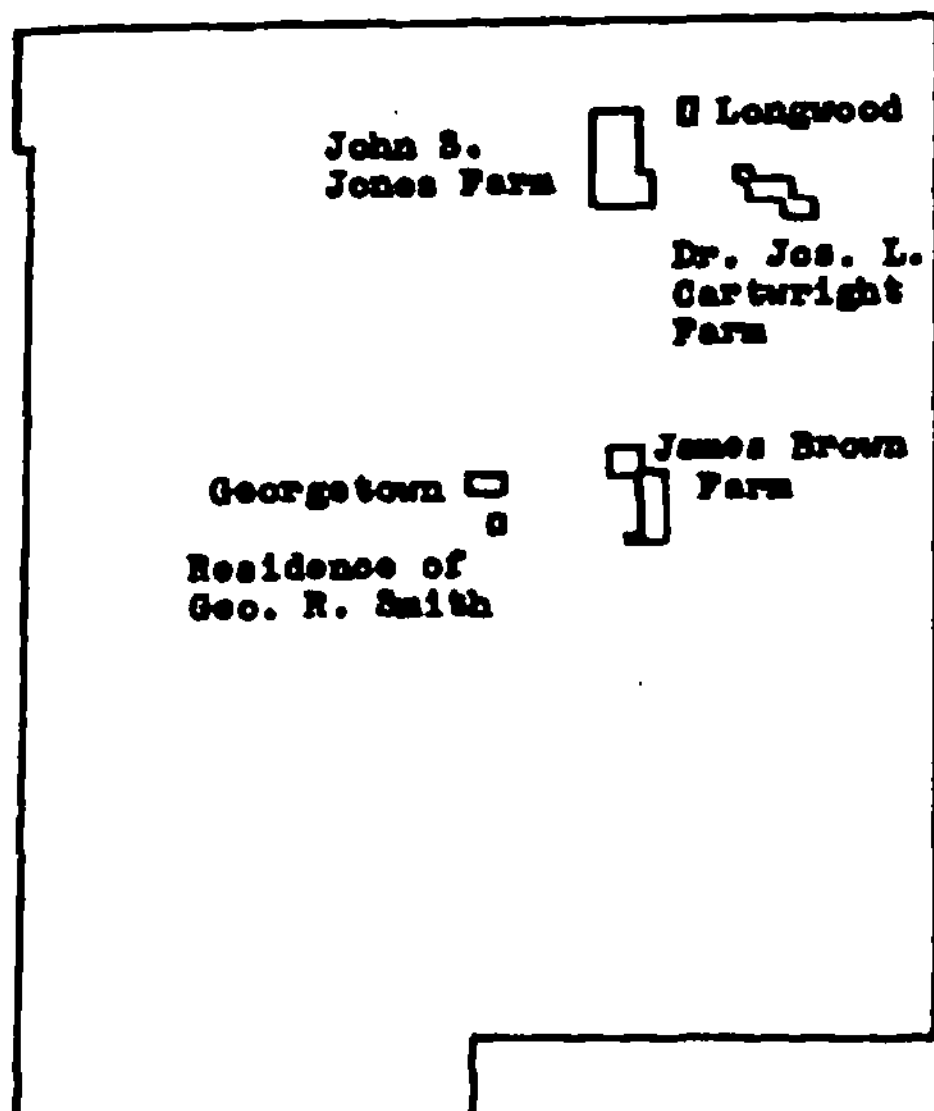 Longwood
John S.
Jones Farm
Dr. Jos. L.
Cartwright
Farm
James Brown
Farm
Georgetown
Residence of
Geo. R. Smith